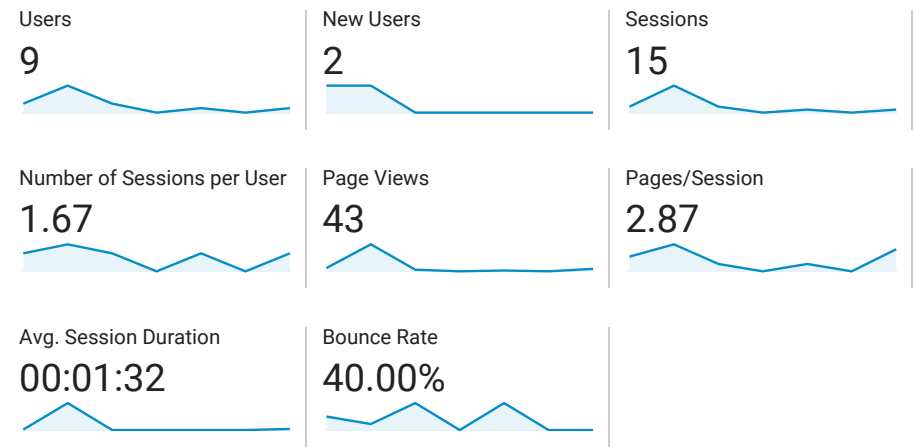 Users
9
New Users
2
Sessions
15
Number of Sessions per User
1.67
Page Views
43
Pages/Session
2.87
Avg. Session Duration
00:01:32
Bounce Rate
40.00%